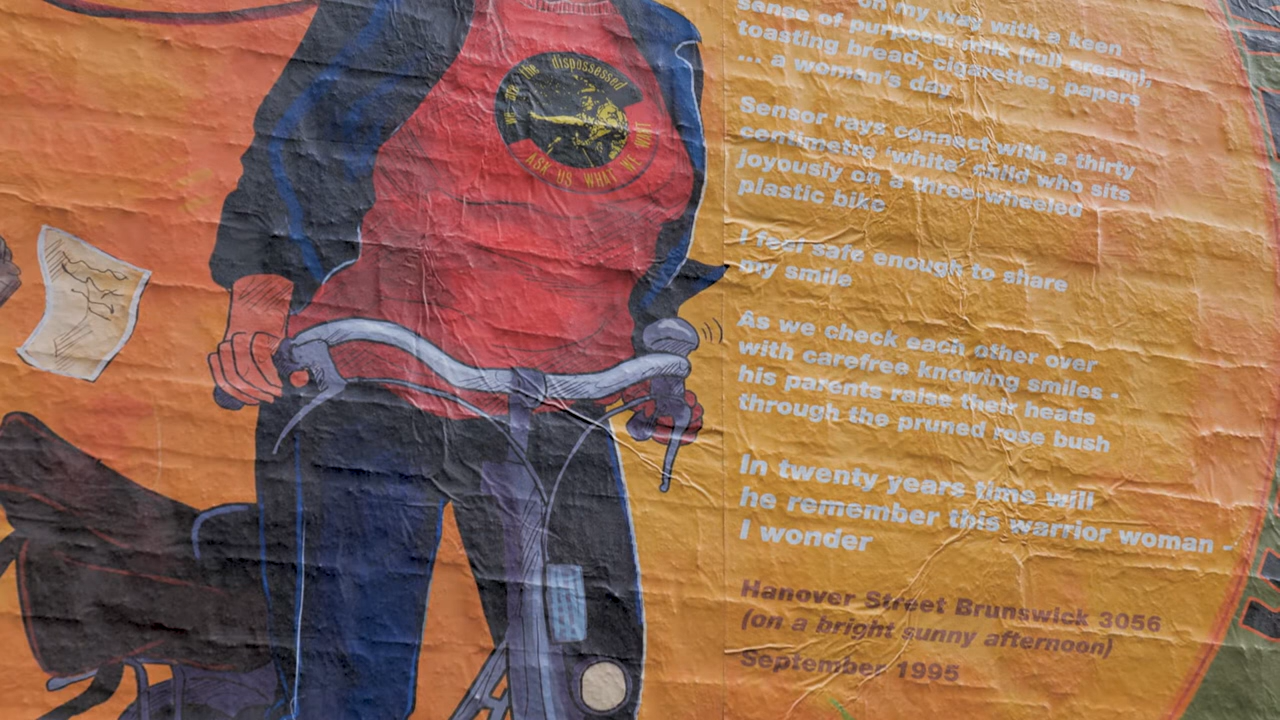 we are the dispossessed
ASK US WHAT WE WANT
on my way with a keen
sense of purpose: milk (full cream),
toasting bread, cigarettes, papers
... a woman's day
Sensor rays connect with a thirty
centimetre 'white' child who sits
joyously on a three-wheeled
plastic bike
I feel safe enough to share
my smile
As we check each other over
with carefree knowing smiles -
his parents raise their heads
through the pruned rose bush
In twenty years time will
he remember this warrior woman -
I wonder
Hanover Street Brunswick 3056
(on a bright sunny afternoon)
September 1995